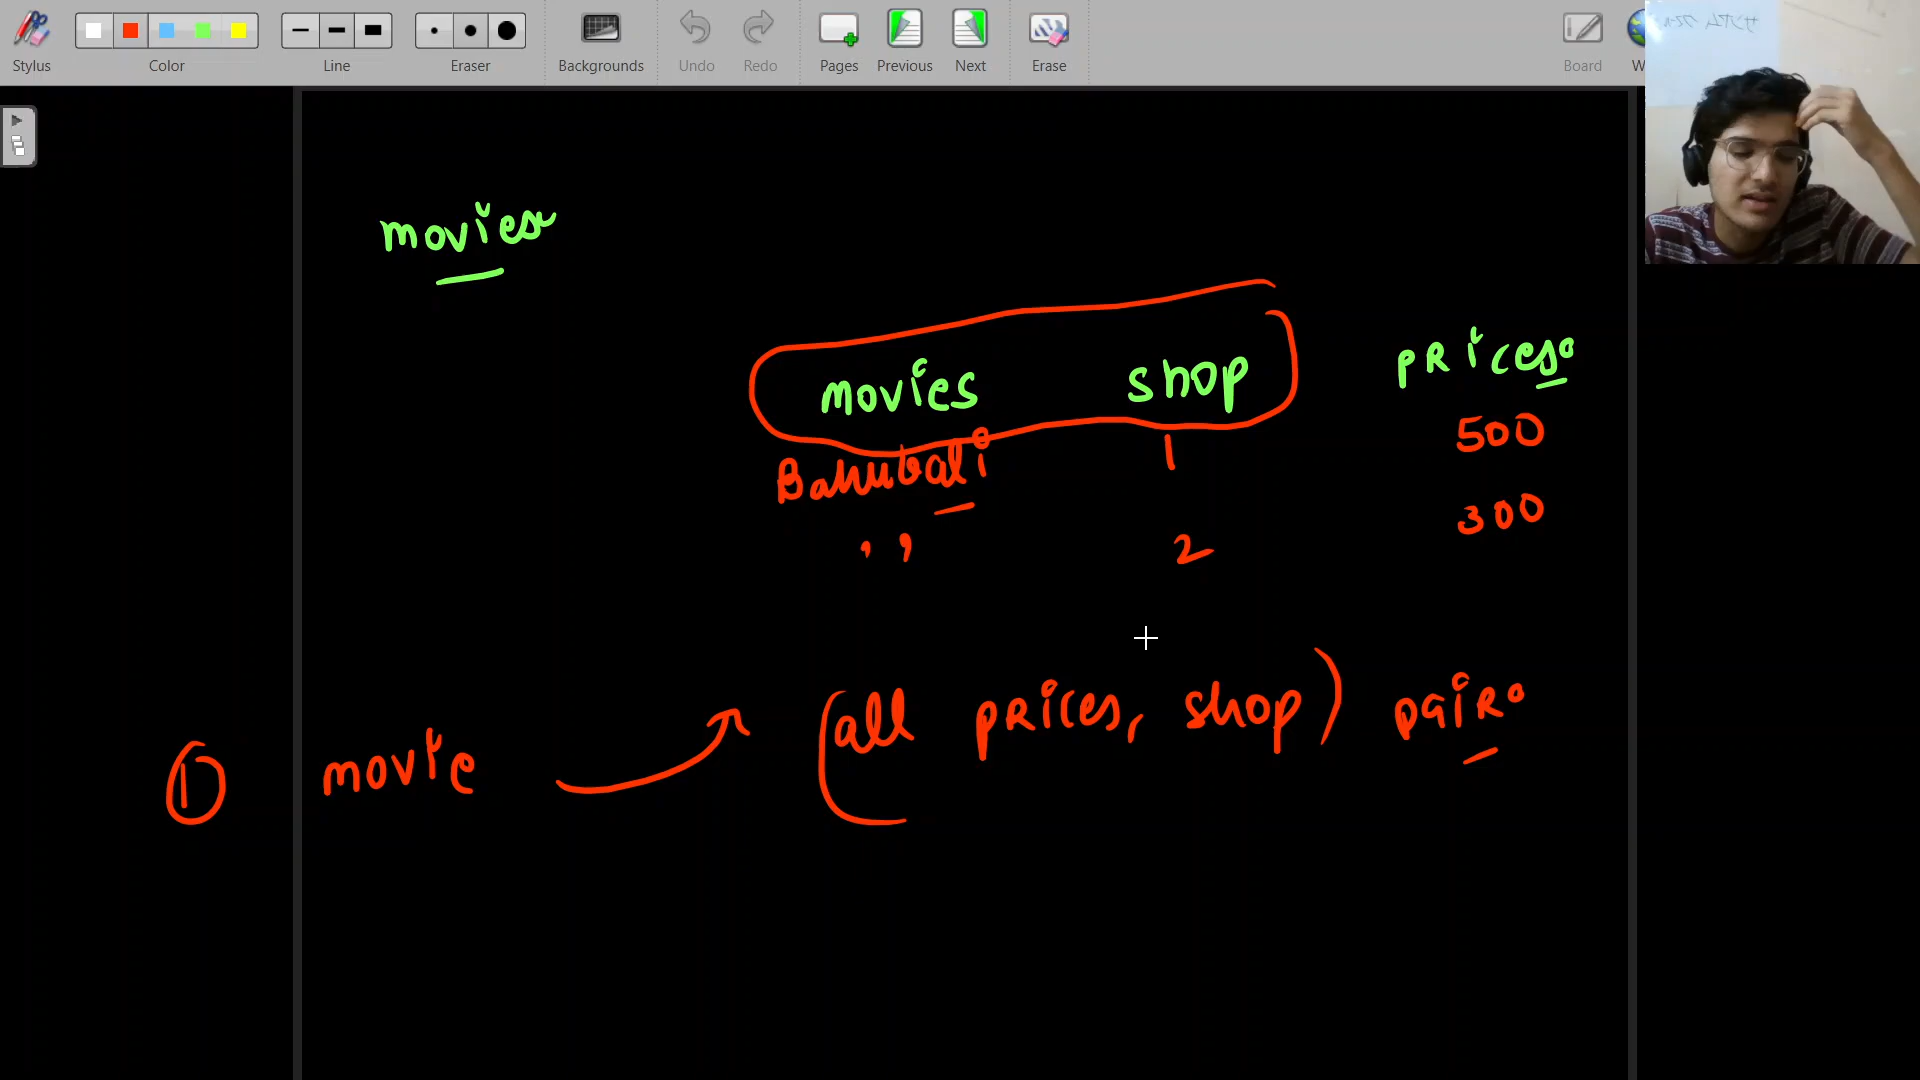 Stylus Color Line Eraser Backgrounds Undo Redo Pages Previous Next Erase Board
movies
movies shop prices
Bahubali 1 500
,, 2 300
① movie (all prices, shop) pairs